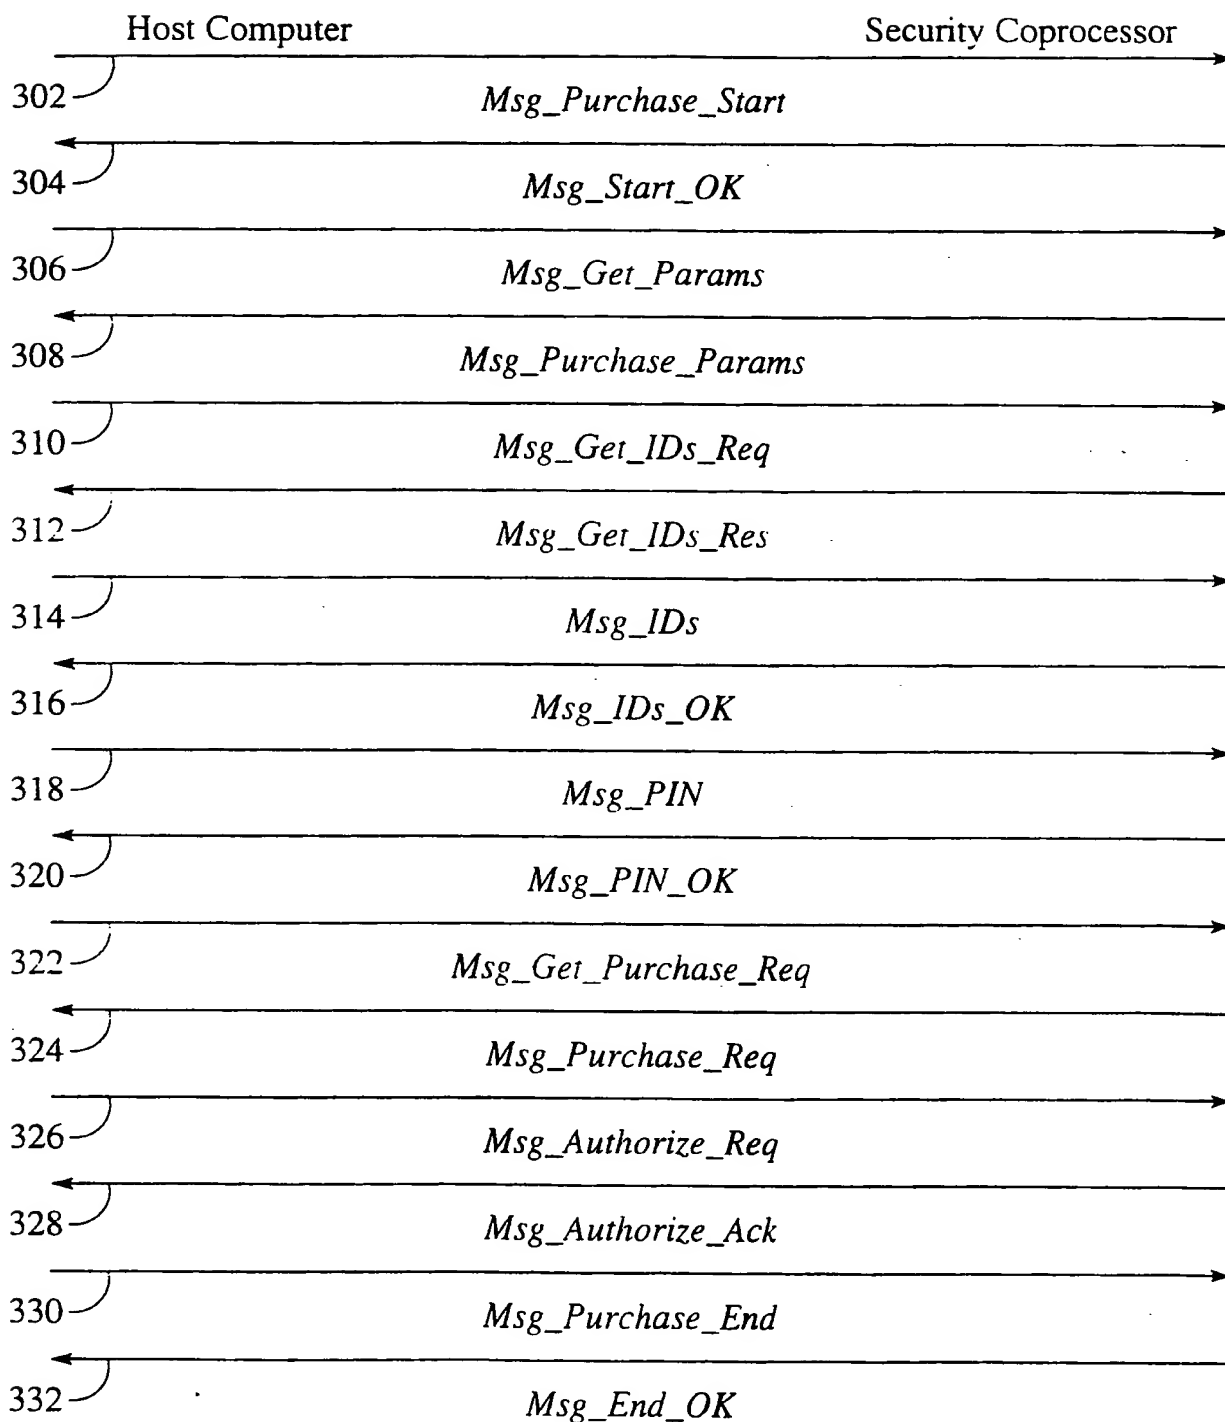 Host Computer Security Coprocessor
302 Msg_Purchase_Start
304 Msg_Start_OK
306 Msg_Get_Params
308 Msg_Purchase_Params
310 Msg_Get_IDs_Req
312 Msg_Get_IDs_Res
314 Msg_IDs
316 Msg_IDs_OK
318 Msg_PIN
320 Msg_PIN_OK
322 Msg_Get_Purchase_Req
324 Msg_Purchase_Req
326 Msg_Authorize_Req
328 Msg_Authorize_Ack
330 Msg_Purchase_End
332 Msg_End_OK